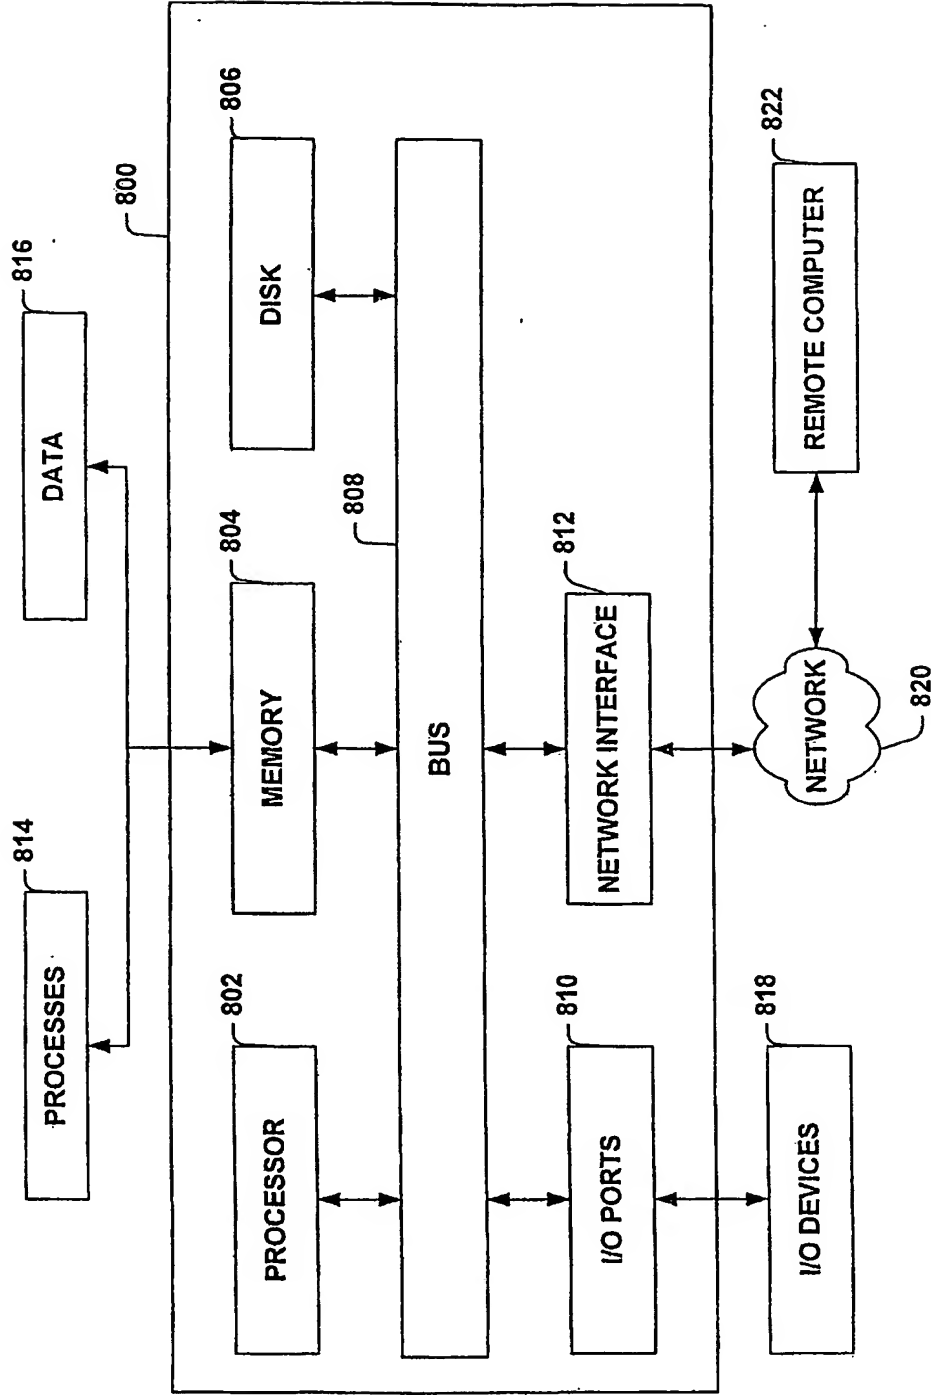 PROCESSES
814
DATA
816
800
PROCESSOR
802
MEMORY
804
DISK
806
BUS
808
I/O PORTS
810
NETWORK INTERFACE
812
I/O DEVICES
818
NETWORK
820
REMOTE COMPUTER
822